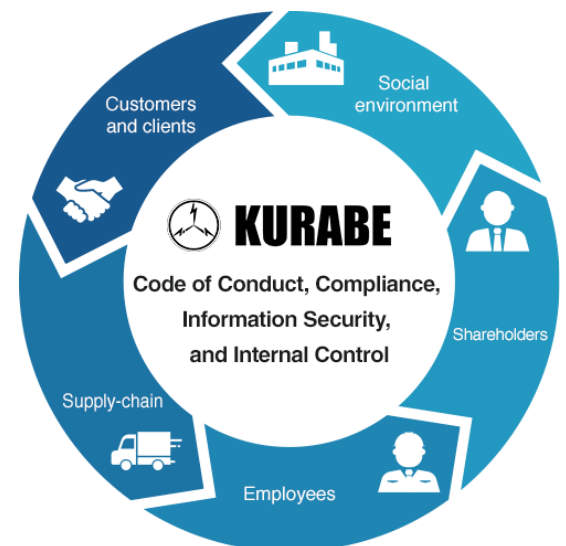 Social
environment
Customers
and clients
KURABE
Code of Conduct, Compliance,
Information Security,
and Internal Control
Shareholders
Supply-chain
Employees